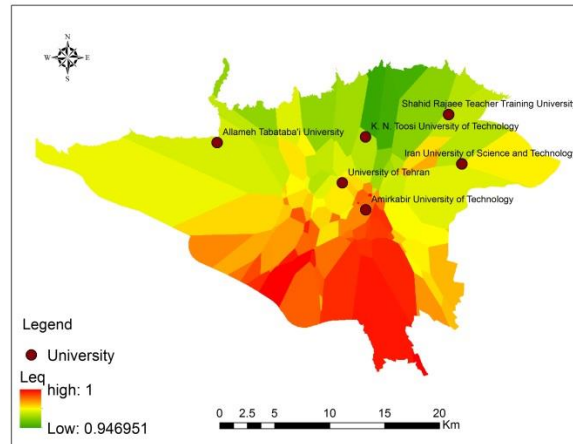 N
W E
S
Shahid Rajaee Teacher Training University
Allameh Tabataba'i University
K. N. Toosi University of Technology
Iran University of Science and Technology
University of Tehran
Amirkabir University of Technology
Legend
University
Leq
high: 1
Low: 0.946951
0 2.5 5 10 15 20
Km